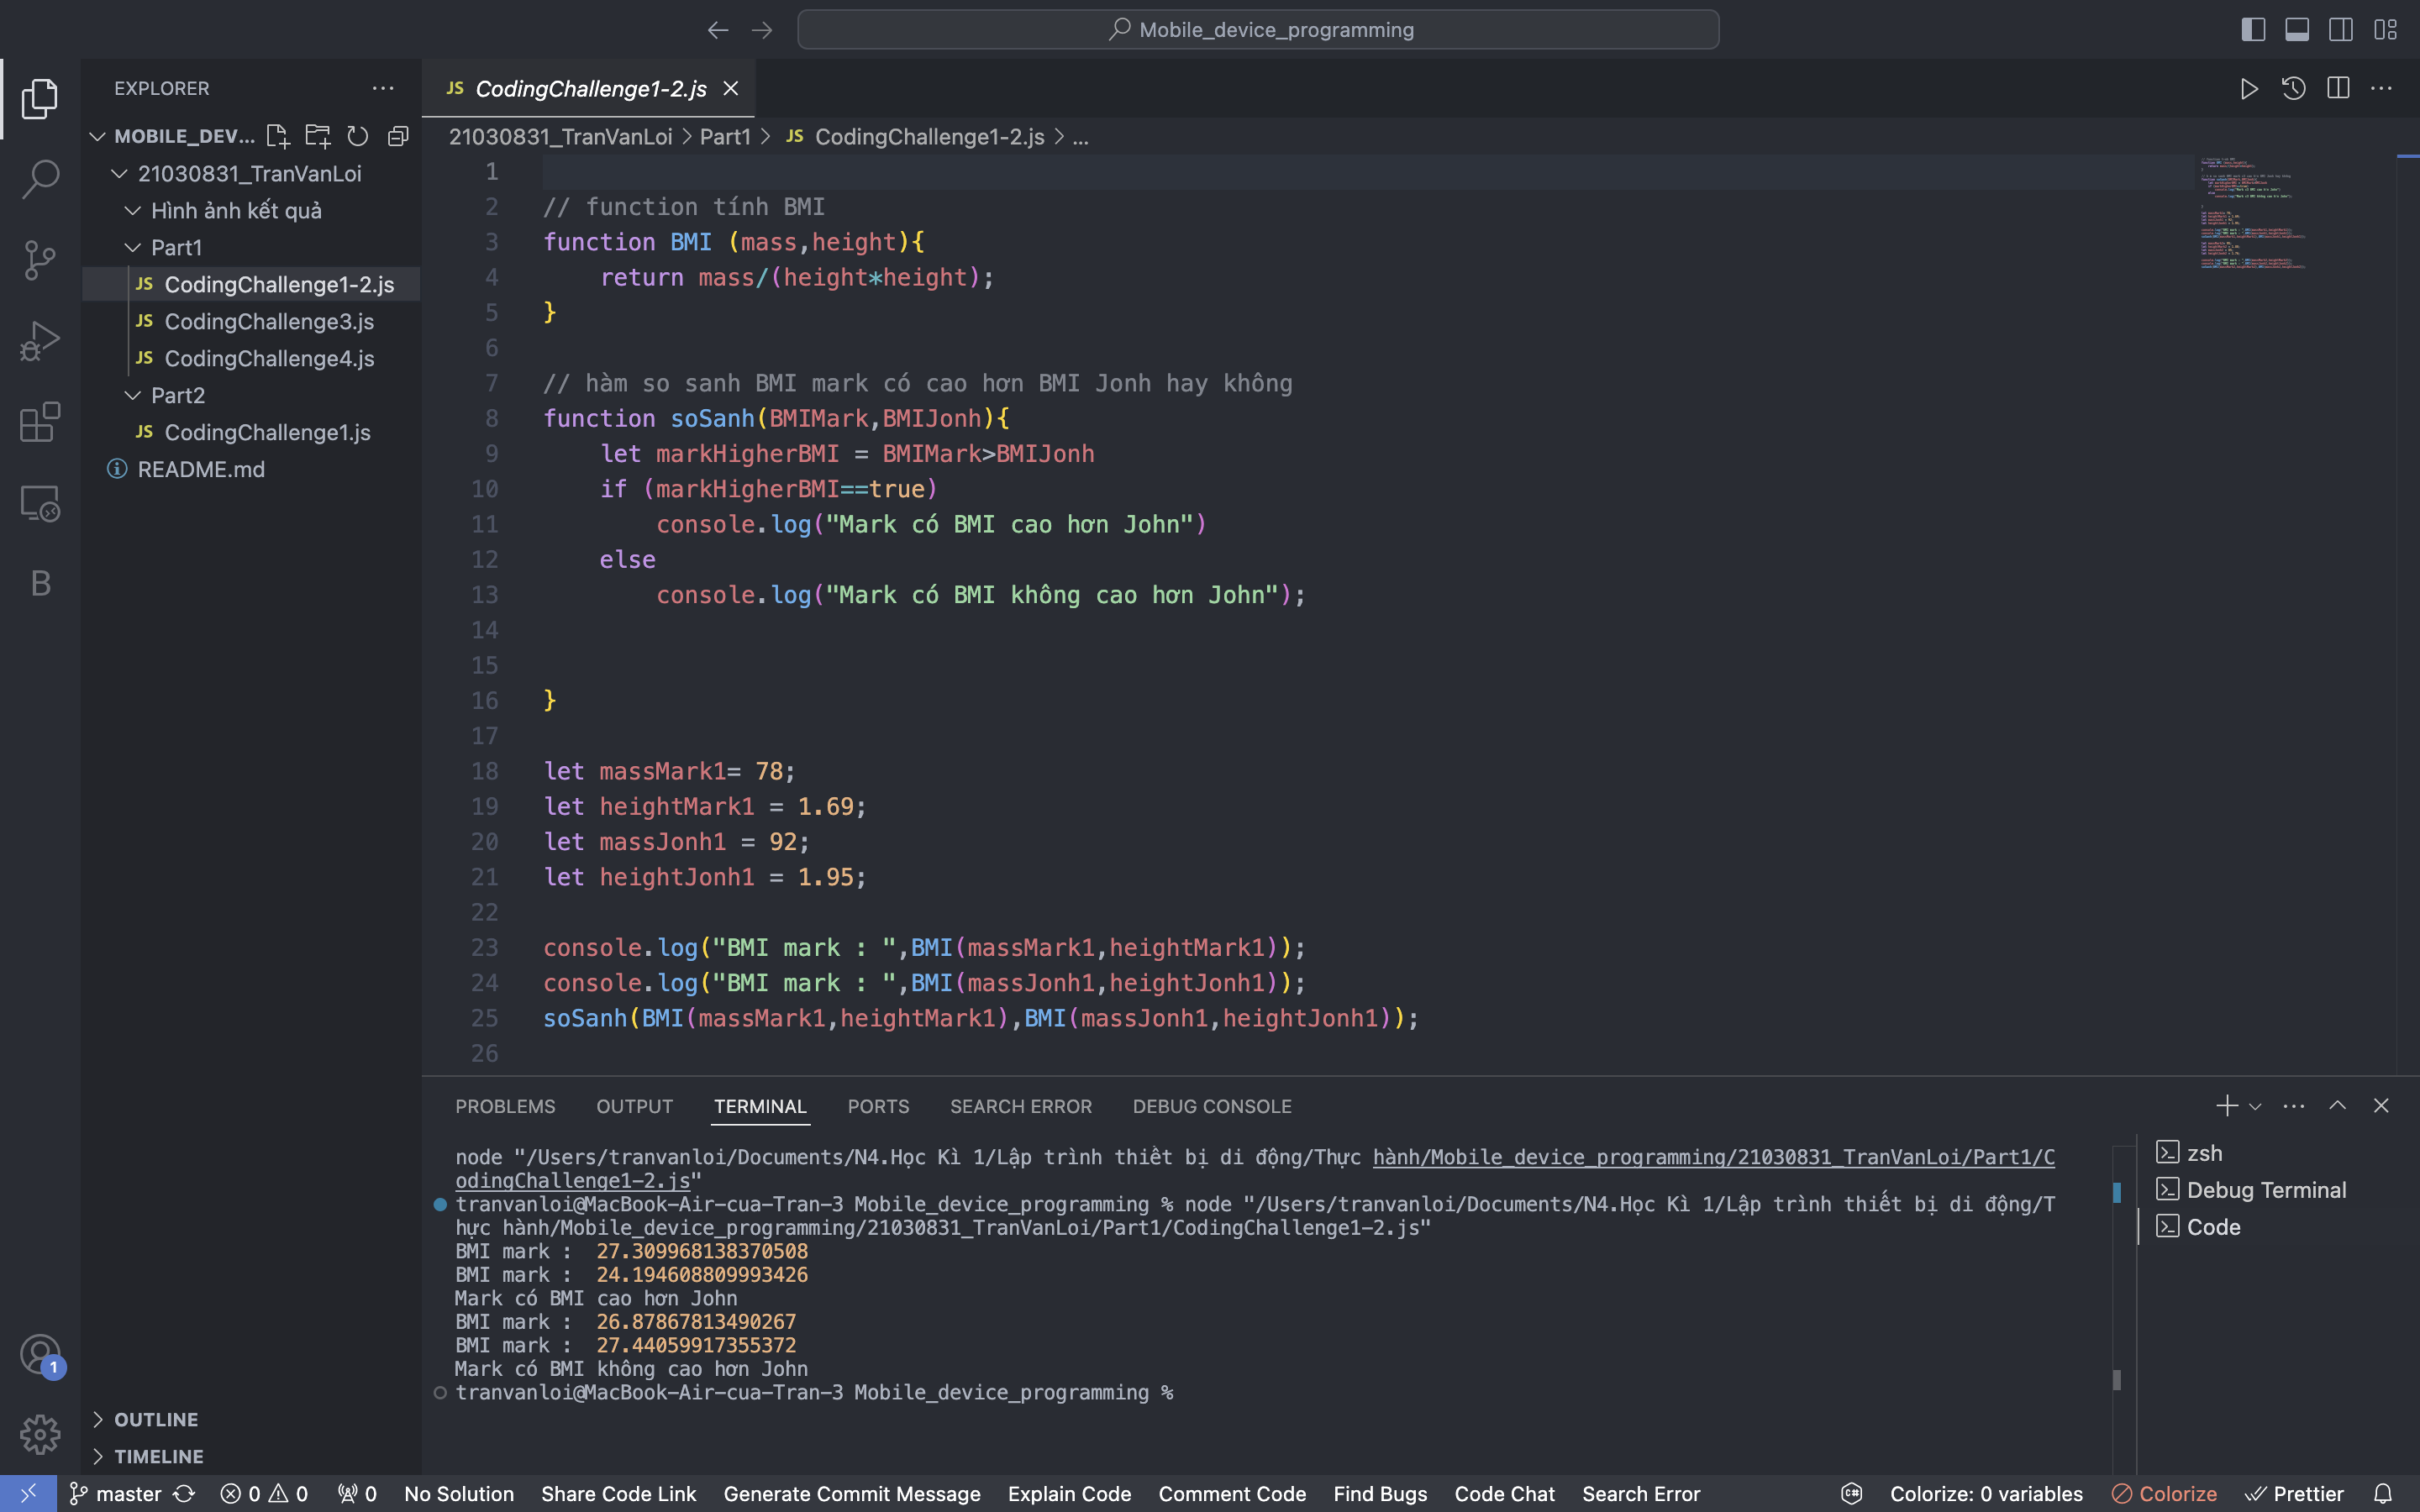 Mobile_device_programming
EXPLORER
MOBILE_DEV...
21030831_TranVanLoi
Hình ảnh kết quả
Part1
JS CodingChallenge1-2.js
JS CodingChallenge3.js
JS CodingChallenge4.js
Part2
JS CodingChallenge1.js
README.md
OUTLINE
TIMELINE
JS CodingChallenge1-2.js
21030831_TranVanLoi > Part1 > JS CodingChallenge1-2.js > ...
1
2 // function tính BMI
3 function BMI (mass,height){
4 return mass/(height*height);
5 }
6
7 // hàm so sanh BMI mark có cao hơn BMI Jonh hay không
8 function soSanh(BMIMark,BMIJonh){
9 let markHigherBMI = BMIMark>BMIJonh
10 if (markHigherBMI==true)
11 console.log("Mark có BMI cao hơn John")
12 else
13 console.log("Mark có BMI không cao hơn John");
14
15
16 }
17
18 let massMark1= 78;
19 let heightMark1 = 1.69;
20 let massJonh1 = 92;
21 let heightJonh1 = 1.95;
22
23 console.log("BMI mark : ",BMI(massMark1,heightMark1));
24 console.log("BMI mark : ",BMI(massJonh1,heightJonh1));
25 soSanh(BMI(massMark1,heightMark1),BMI(massJonh1,heightJonh1));
26
PROBLEMS OUTPUT TERMINAL PORTS SEARCH ERROR DEBUG CONSOLE
node "/Users/tranvanloi/Documents/N4.Học Kì 1/Lập trình thiết bị di động/Thực hành/Mobile_device_programming/21030831_TranVanLoi/Part1/C
odingChallenge1-2.js"
tranvanloi@MacBook-Air-cua-Tran-3 Mobile_device_programming % node "/Users/tranvanloi/Documents/N4.Học Kì 1/Lập trình thiết bị di động/T
hực hành/Mobile_device_programming/21030831_TranVanLoi/Part1/CodingChallenge1-2.js"
BMI mark :  27.309968138370508
BMI mark :  24.194608809993426
Mark có BMI cao hơn John
BMI mark :  26.87867813490267
BMI mark :  27.44059917355372
Mark có BMI không cao hơn John
tranvanloi@MacBook-Air-cua-Tran-3 Mobile_device_programming %
zsh
Debug Terminal
Code
B
1
master 0 0 0 No Solution Share Code Link Generate Commit Message Explain Code Comment Code Find Bugs Code Chat Search Error Colorize: 0 variables Colorize Prettier